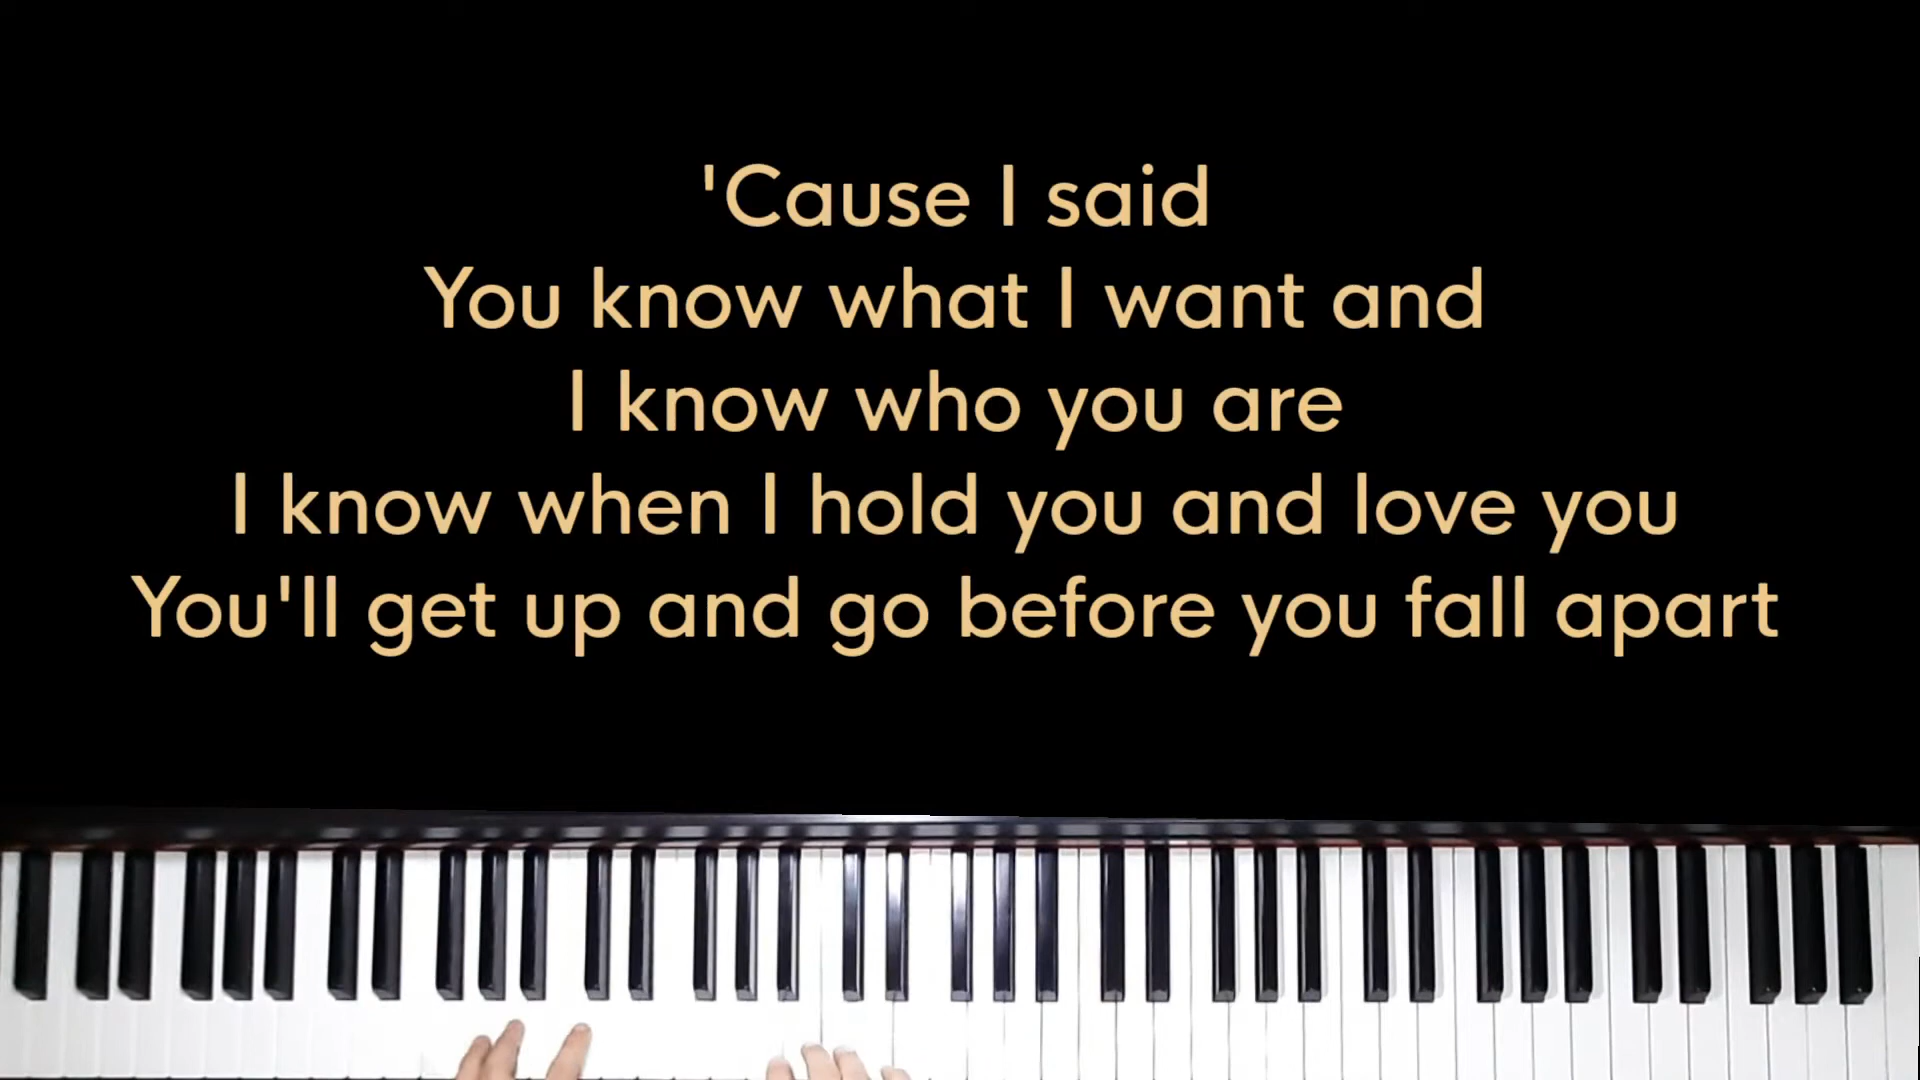 'Cause I said
You know what I want and
I know who you are
I know when I hold you and love you
You'll get up and go before you fall apart